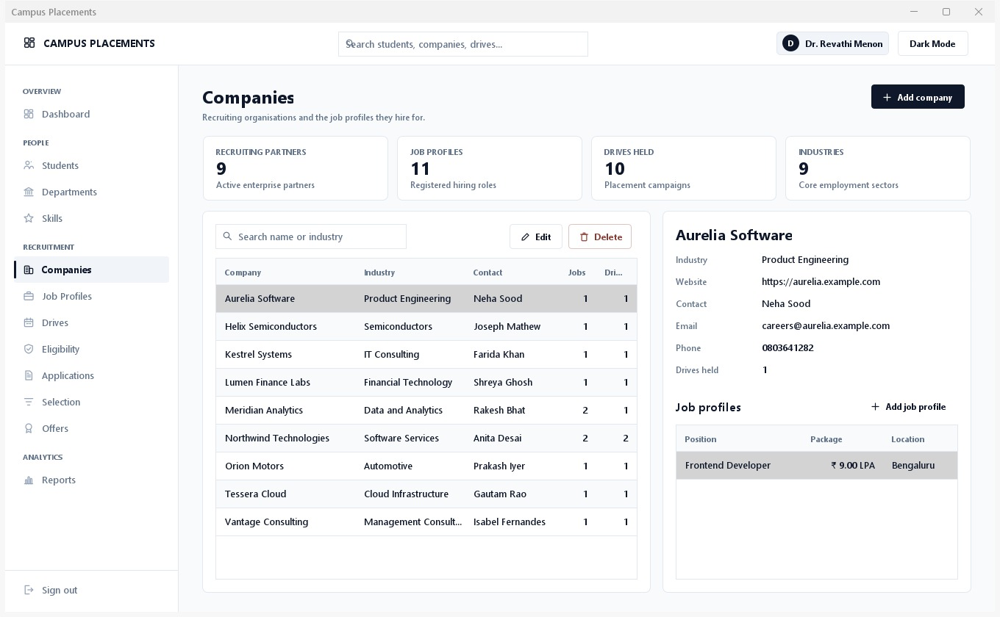 Campus Placements
CAMPUS PLACEMENTS
Search students, companies, drives...
D Dr. Revathi Menon
Dark Mode
OVERVIEW
Dashboard
PEOPLE
Students
Departments
Skills
RECRUITMENT
Companies
Job Profiles
Drives
Eligibility
Applications
Selection
Offers
ANALYTICS
Reports
Sign out
Companies
Recruiting organisations and the job profiles they hire for.
+ Add company
RECRUITING PARTNERS
9
Active enterprise partners
JOB PROFILES
11
Registered hiring roles
DRIVES HELD
10
Placement campaigns
INDUSTRIES
9
Core employment sectors
Search name or industry
Edit
Delete
Company Industry Contact Jobs Dri...
Aurelia Software Product Engineering Neha Sood 1 1
Helix Semiconductors Semiconductors Joseph Mathew 1 1
Kestrel Systems IT Consulting Farida Khan 1 1
Lumen Finance Labs Financial Technology Shreya Ghosh 1 1
Meridian Analytics Data and Analytics Rakesh Bhat 2 1
Northwind Technologies Software Services Anita Desai 2 2
Orion Motors Automotive Prakash Iyer 1 1
Tessera Cloud Cloud Infrastructure Gautam Rao 1 1
Vantage Consulting Management Consult... Isabel Fernandes 1 1
Aurelia Software
Industry Product Engineering
Website https://aurelia.example.com
Contact Neha Sood
Email careers@aurelia.example.com
Phone 0803641282
Drives held 1
Job profiles
+ Add job profile
Position Package Location
Frontend Developer ₹ 9.00 LPA Bengaluru